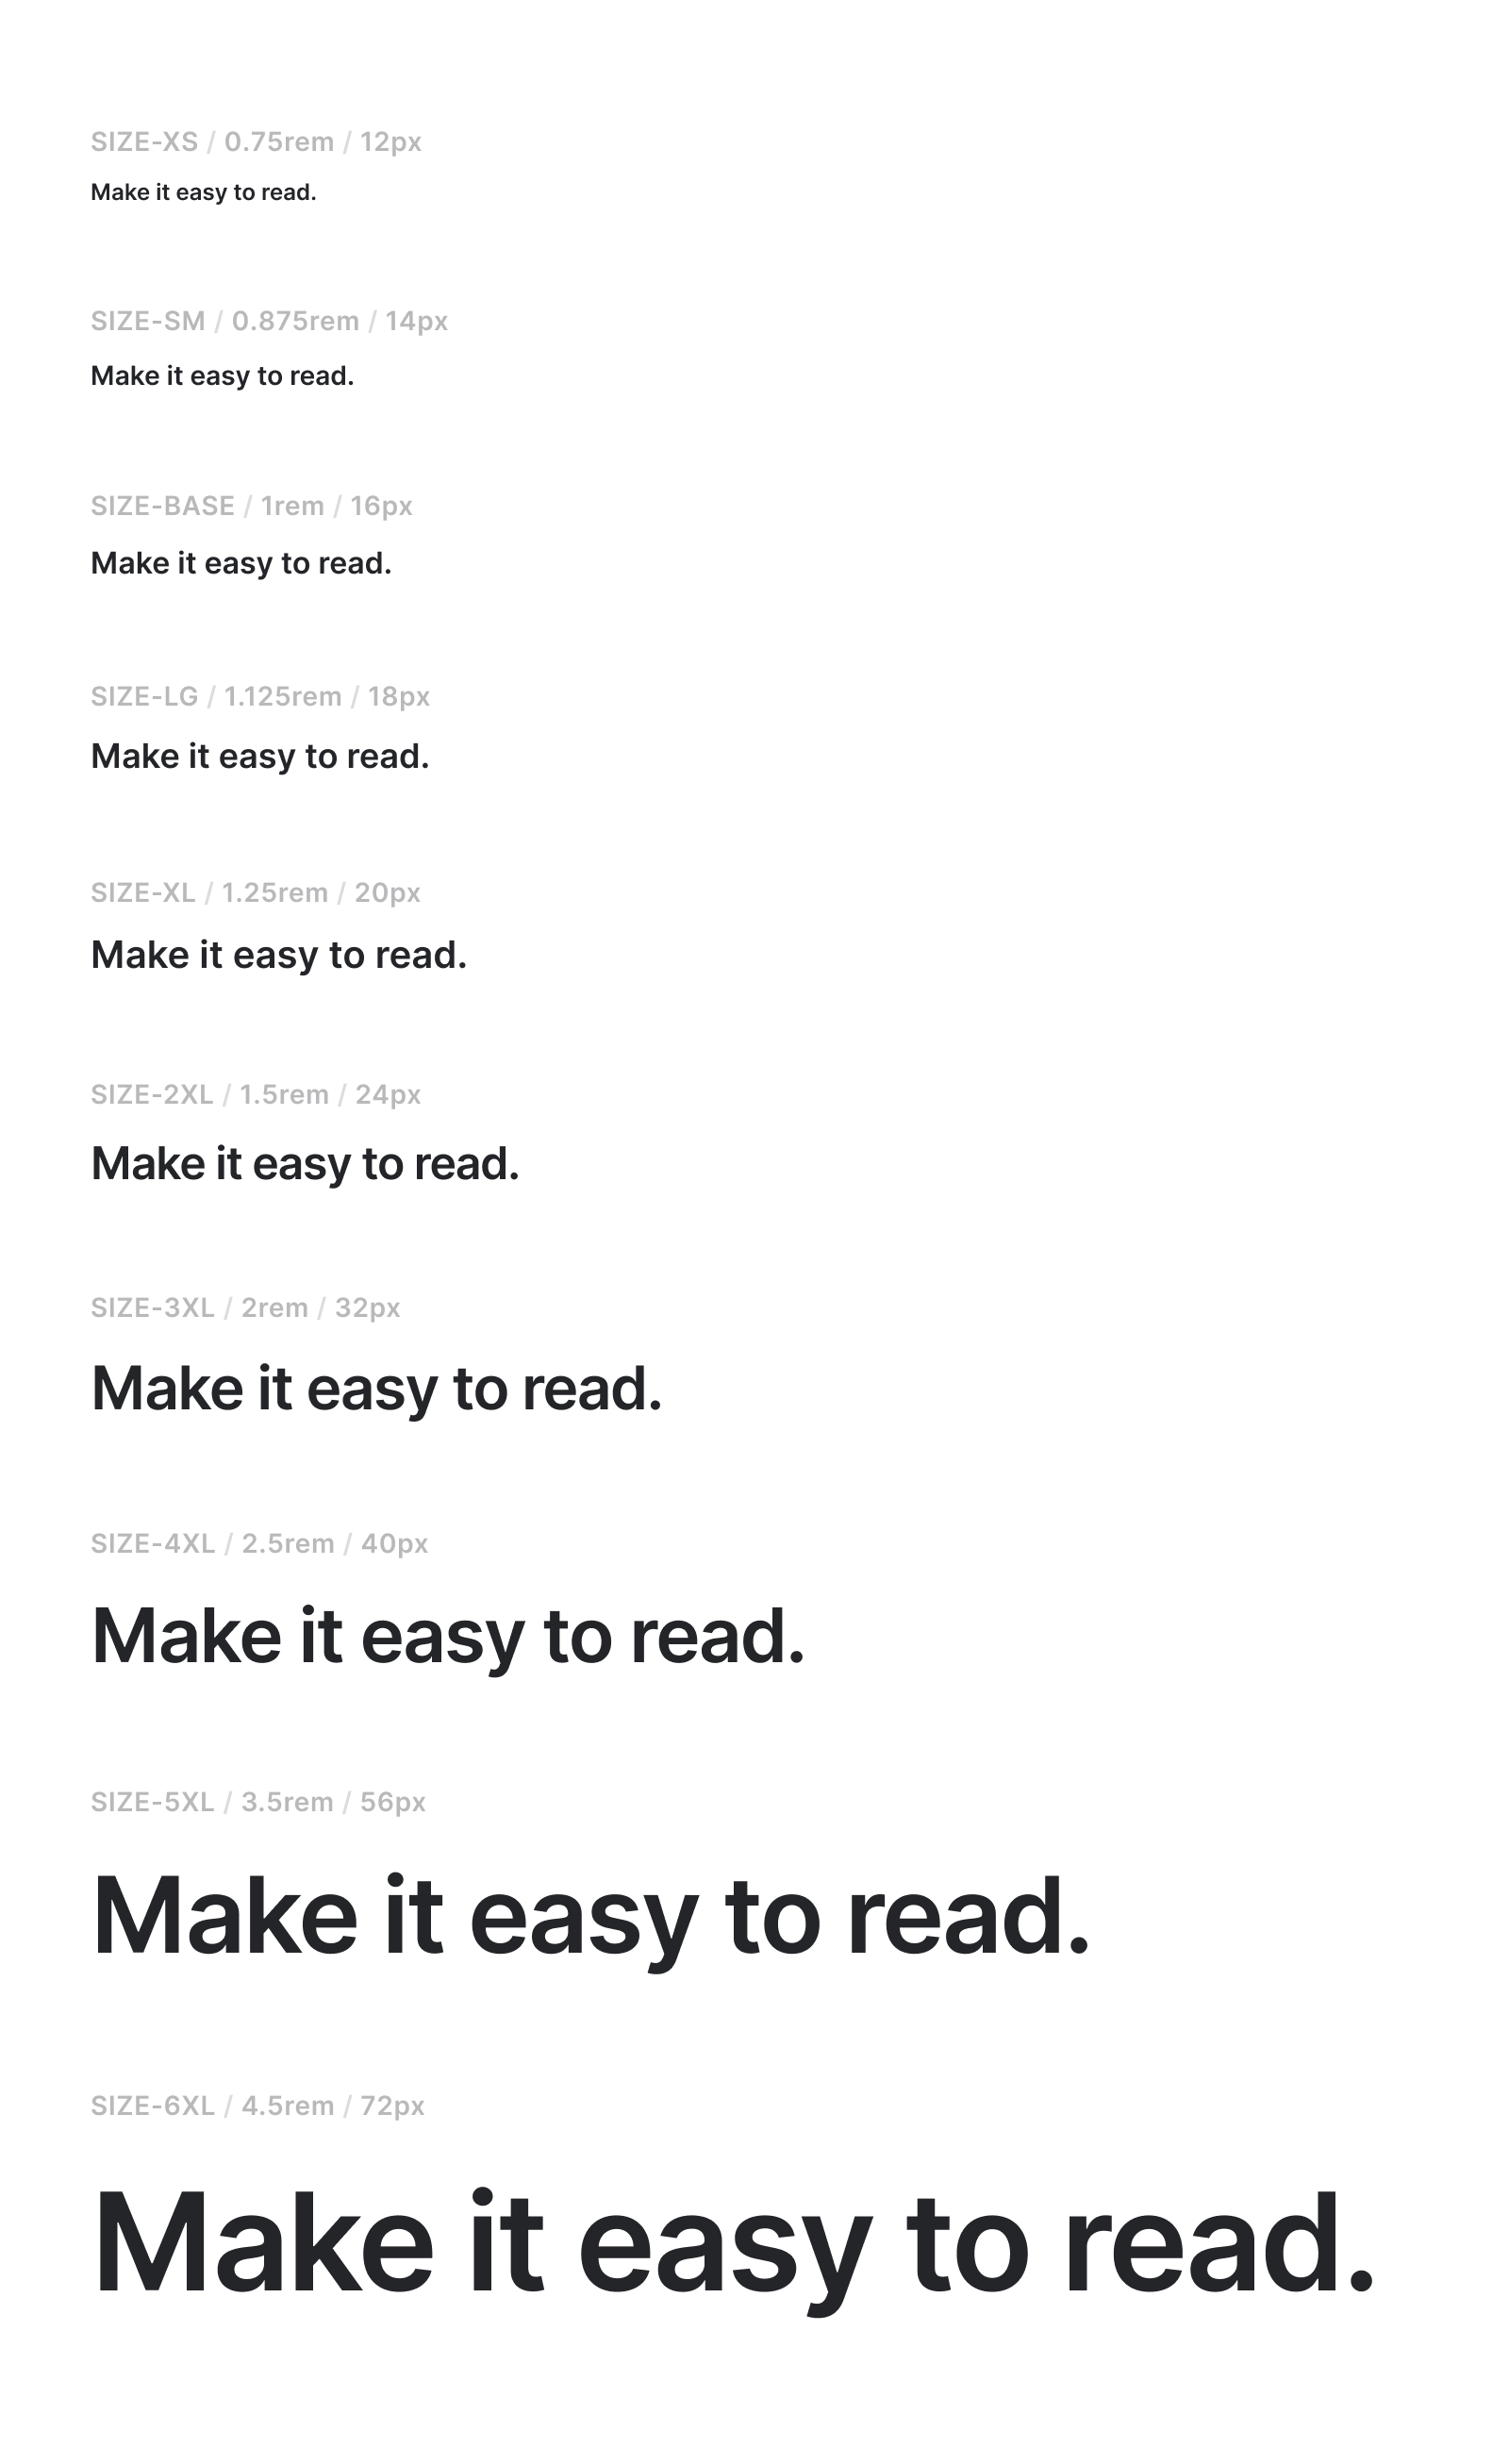 SIZE-XS / 0.75rem / 12px
Make it easy to read.
SIZE-SM / 0.875rem / 14px
Make it easy to read.
SIZE-BASE / 1rem / 16px
Make it easy to read.
SIZE-LG / 1.125rem / 18px
Make it easy to read.
SIZE-XL / 1.25rem / 20px
Make it easy to read.
SIZE-2XL / 1.5rem / 24px
Make it easy to read.
SIZE-3XL / 2rem / 32px
Make it easy to read.
SIZE-4XL / 2.5rem / 40px
Make it easy to read.
SIZE-5XL / 3.5rem / 56px
Make it easy to read.
SIZE-6XL / 4.5rem / 72px
Make it easy to read.